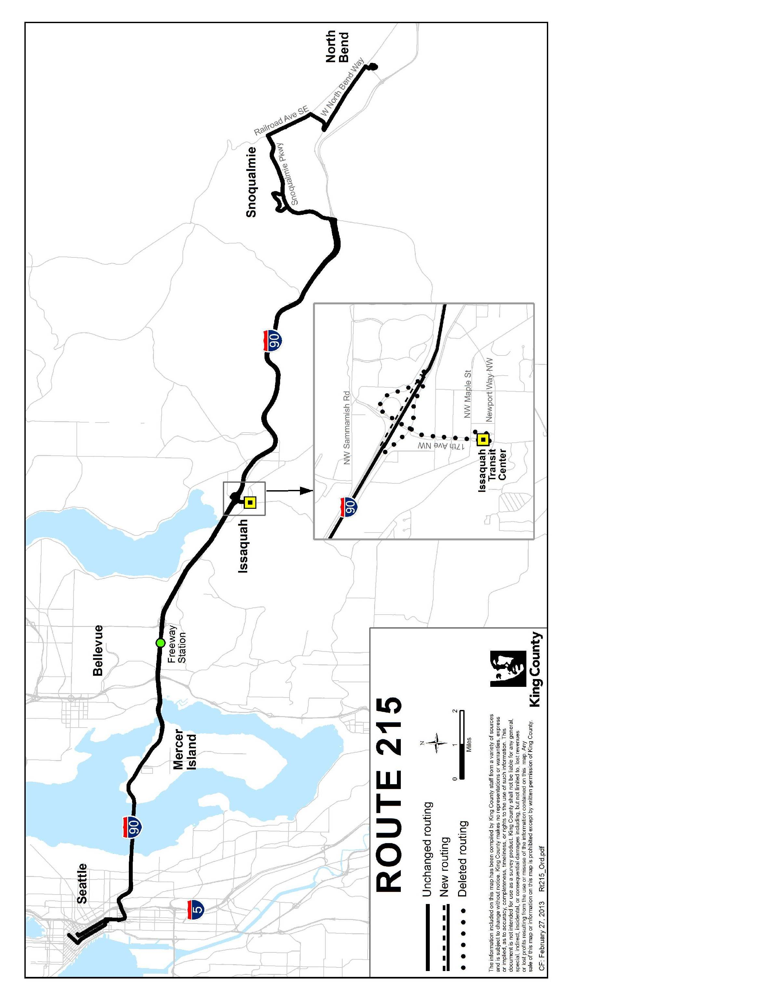 North
Bend
W North Bend Way
Railroad Ave SE
Snoqualmie
Snoqualmie Pkwy
90
Issaquah
Bellevue
Freeway
Station
Mercer
Island
90
Seattle
5
NW Sammamish Rd
90
17th Ave NW
NW Maple St
Newport Way NW
Issaquah
Transit
Center
ROUTE 215
Unchanged routing
New routing
Deleted routing
N
0 1 2
Miles
King County
The information included on this map has been compiled by King County staff from a variety of sources
and is subject to change without notice. King County makes no representations or warranties, express
or implied, as to accuracy, completeness, timeliness, or rights to the use of such information. This
document is not intended for use as a survey product. King County shall not be liable for any general,
special, indirect, incidental, or consequential damages including, but not limited to, lost revenues
or lost profits resulting from the use or misuse of the information contained on this map. Any
sale of this map or information on this map is prohibited except by written permission of King County.
CF: February 27, 2013 Rt215_Ord.pdf